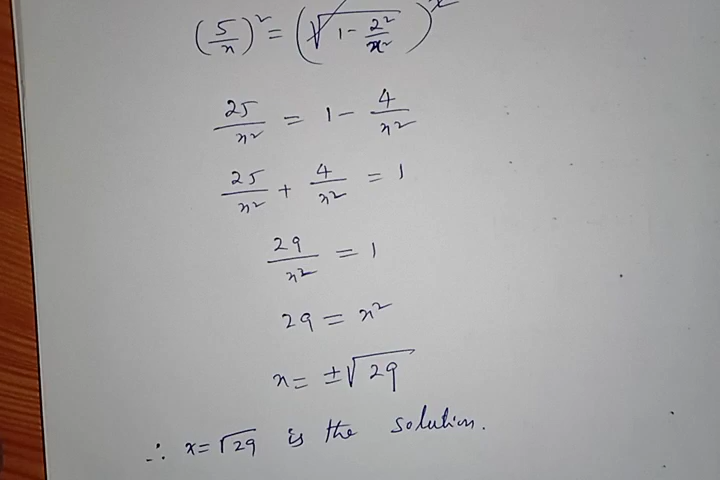 (5/x)² = (√(1 - 2²/x²))²
25/x² = 1 - 4/x²
25/x² + 4/x² = 1
29/x² = 1
29 = x²
x = ±√29
∴ x = √29 is the solution.